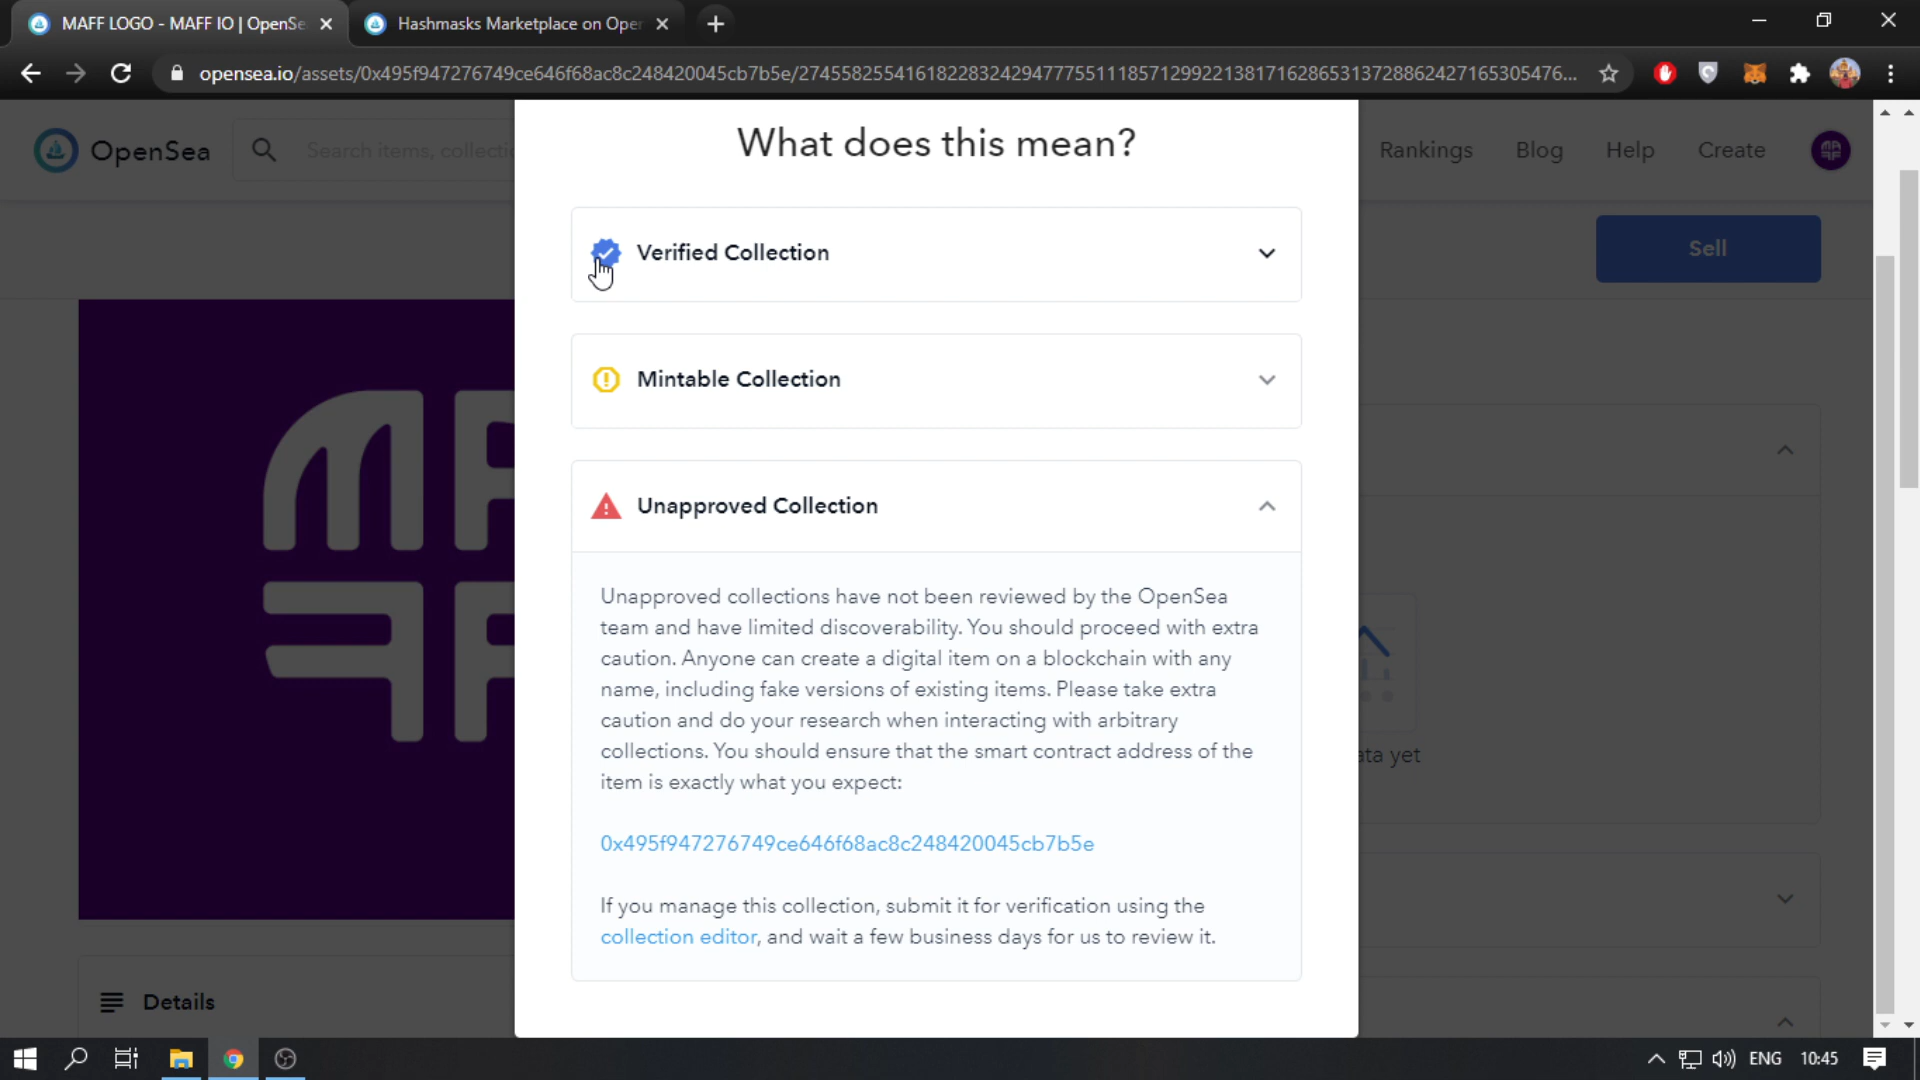 MAFF LOGO - MAFF IO | OpenSe
Hashmasks Marketplace on Oper
opensea.io/assets/0x495f947276749ce646f68ac8c248420045cb7b5e/274558255416182283242947775511185712992213817162865313728862427165305476...
OpenSea
Search items, collectio
Rankings
Blog
Help
Create
What does this mean?
Sell
Verified Collection
Mintable Collection
Unapproved Collection
Unapproved collections have not been reviewed by the OpenSea
team and have limited discoverability. You should proceed with extra
caution. Anyone can create a digital item on a blockchain with any
name, including fake versions of existing items. Please take extra
caution and do your research when interacting with arbitrary
collections. You should ensure that the smart contract address of the
item is exactly what you expect:
ata yet
0x495f947276749ce646f68ac8c248420045cb7b5e
If you manage this collection, submit it for verification using the
collection editor, and wait a few business days for us to review it.
Details
ENG
10:45